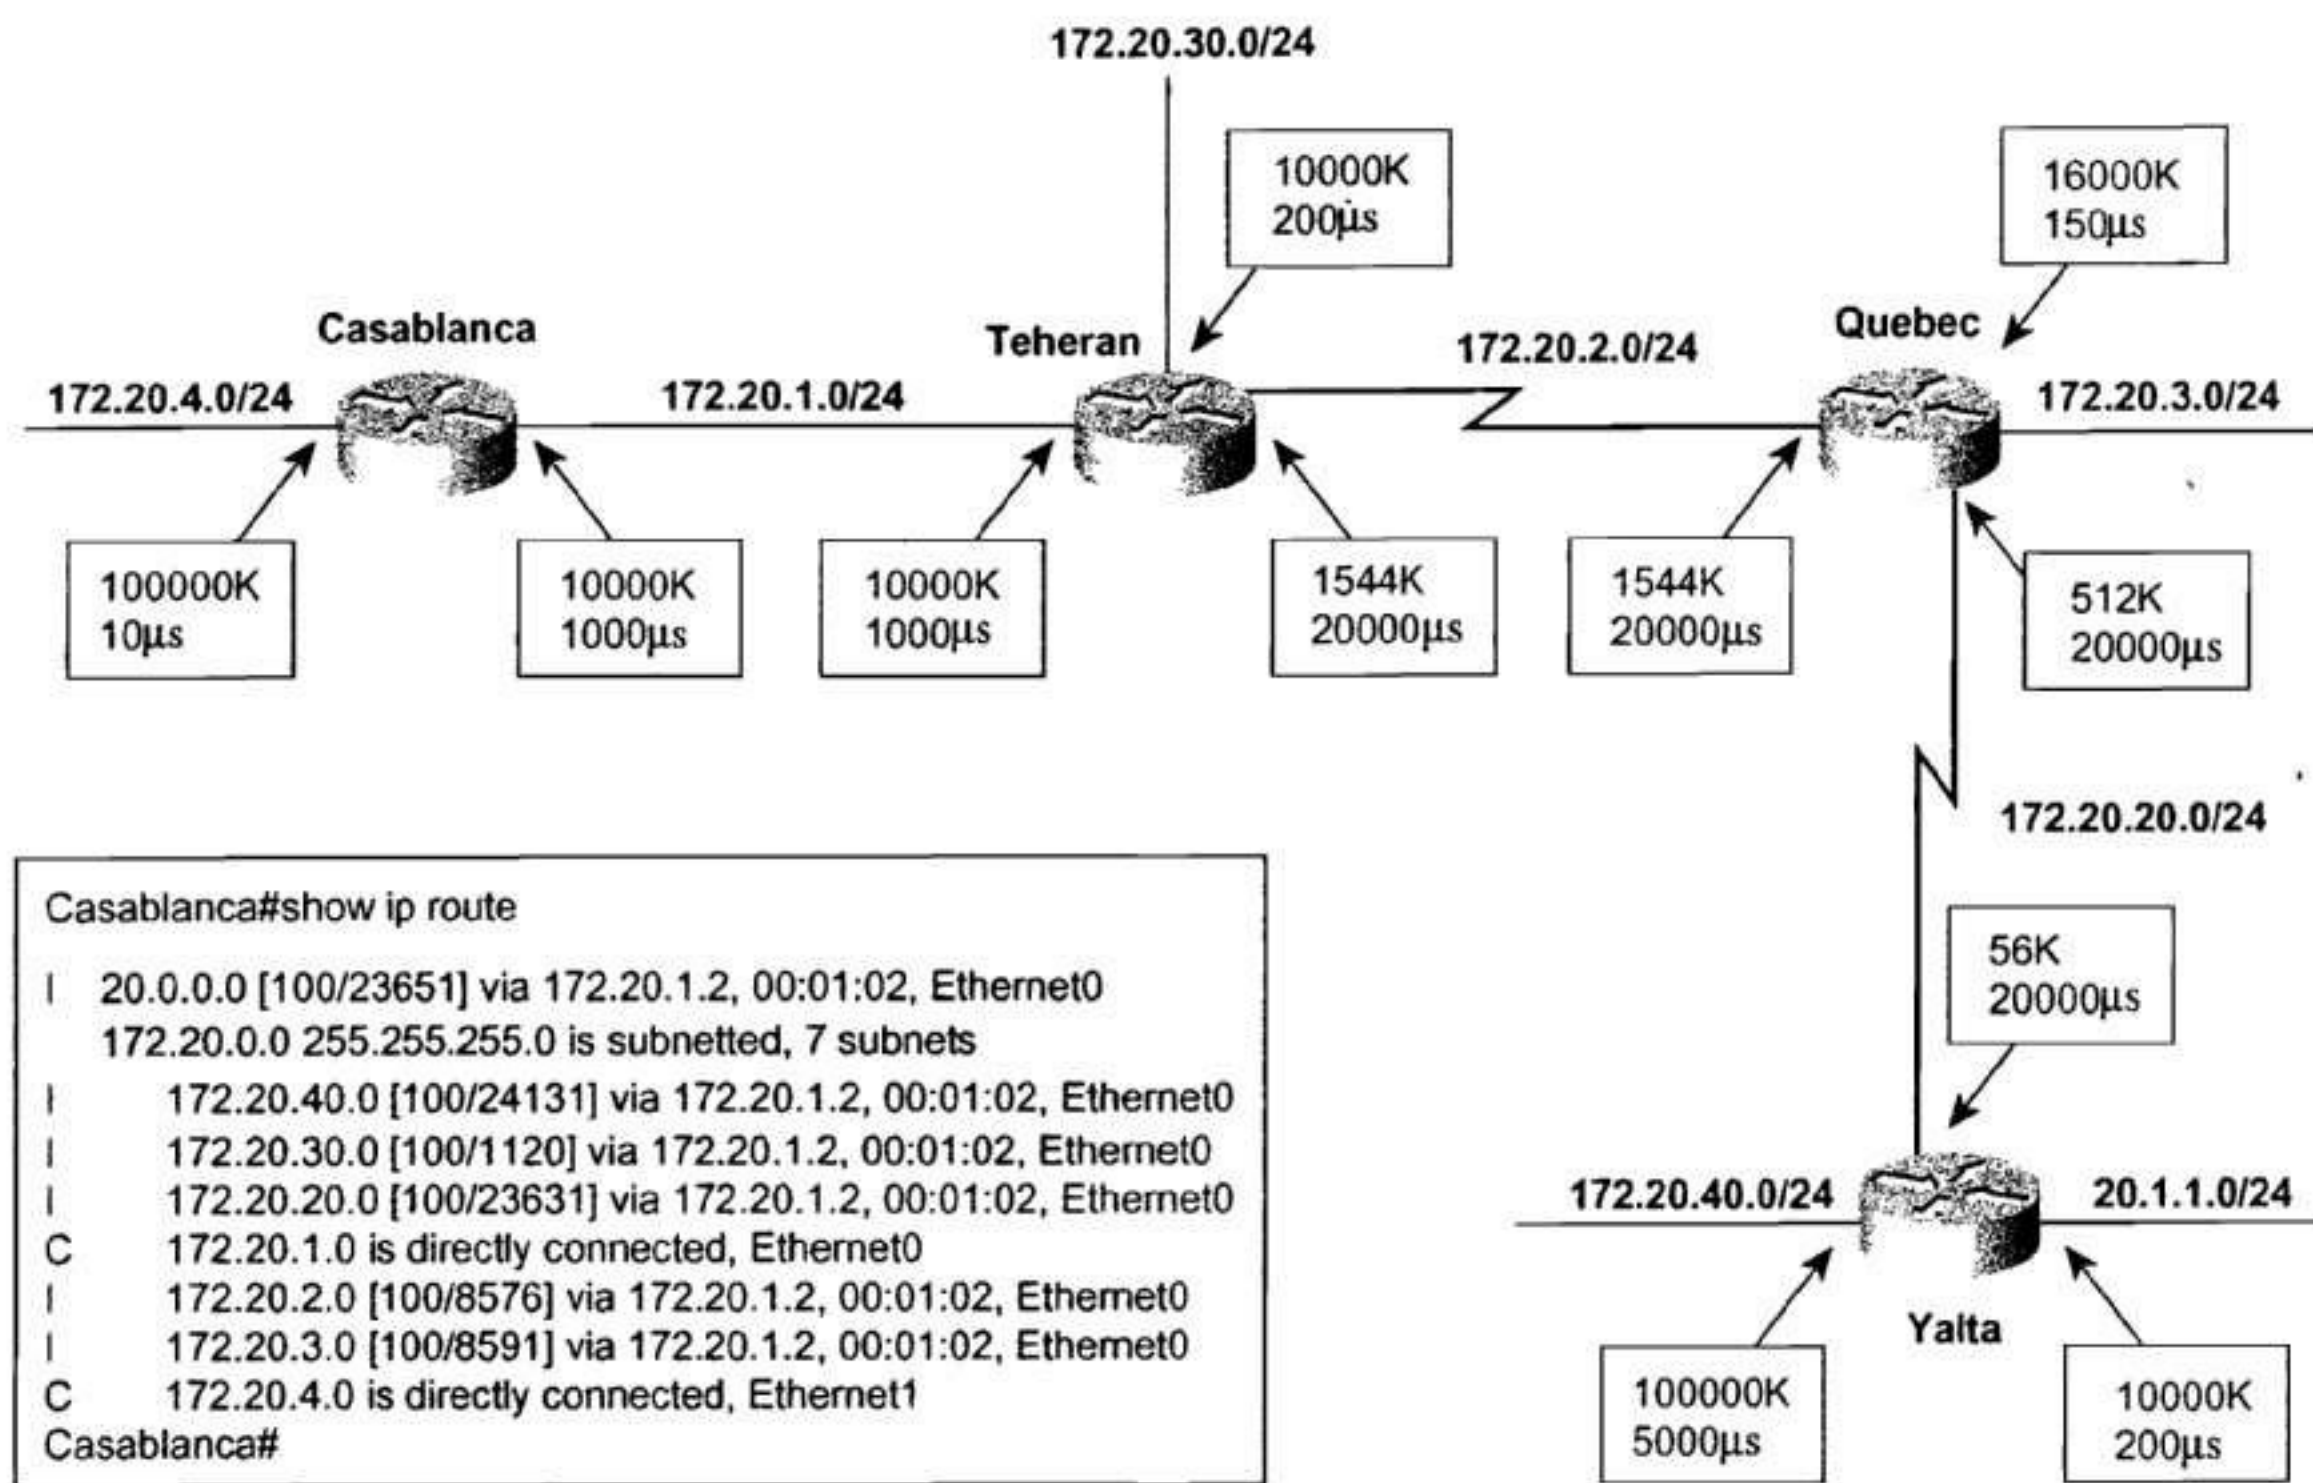 172.20.30.0/24
10000K
200µs
16000K
150µs
Casablanca
Teheran
172.20.2.0/24
Quebec
172.20.4.0/24
172.20.1.0/24
172.20.3.0/24
100000K
10µs
10000K
1000µs
10000K
1000µs
1544K
20000µs
1544K
20000µs
512K
20000µs
172.20.20.0/24
56K
20000µs
172.20.40.0/24
20.1.1.0/24
Yalta
100000K
5000µs
10000K
200µs
Casablanca#show ip route
I 20.0.0.0 [100/23651] via 172.20.1.2, 00:01:02, Ethernet0
172.20.0.0 255.255.255.0 is subnetted, 7 subnets
I 172.20.40.0 [100/24131] via 172.20.1.2, 00:01:02, Ethernet0
I 172.20.30.0 [100/1120] via 172.20.1.2, 00:01:02, Ethernet0
I 172.20.20.0 [100/23631] via 172.20.1.2, 00:01:02, Ethernet0
C 172.20.1.0 is directly connected, Ethernet0
I 172.20.2.0 [100/8576] via 172.20.1.2, 00:01:02, Ethernet0
I 172.20.3.0 [100/8591] via 172.20.1.2, 00:01:02, Ethernet0
C 172.20.4.0 is directly connected, Ethernet1
Casablanca#